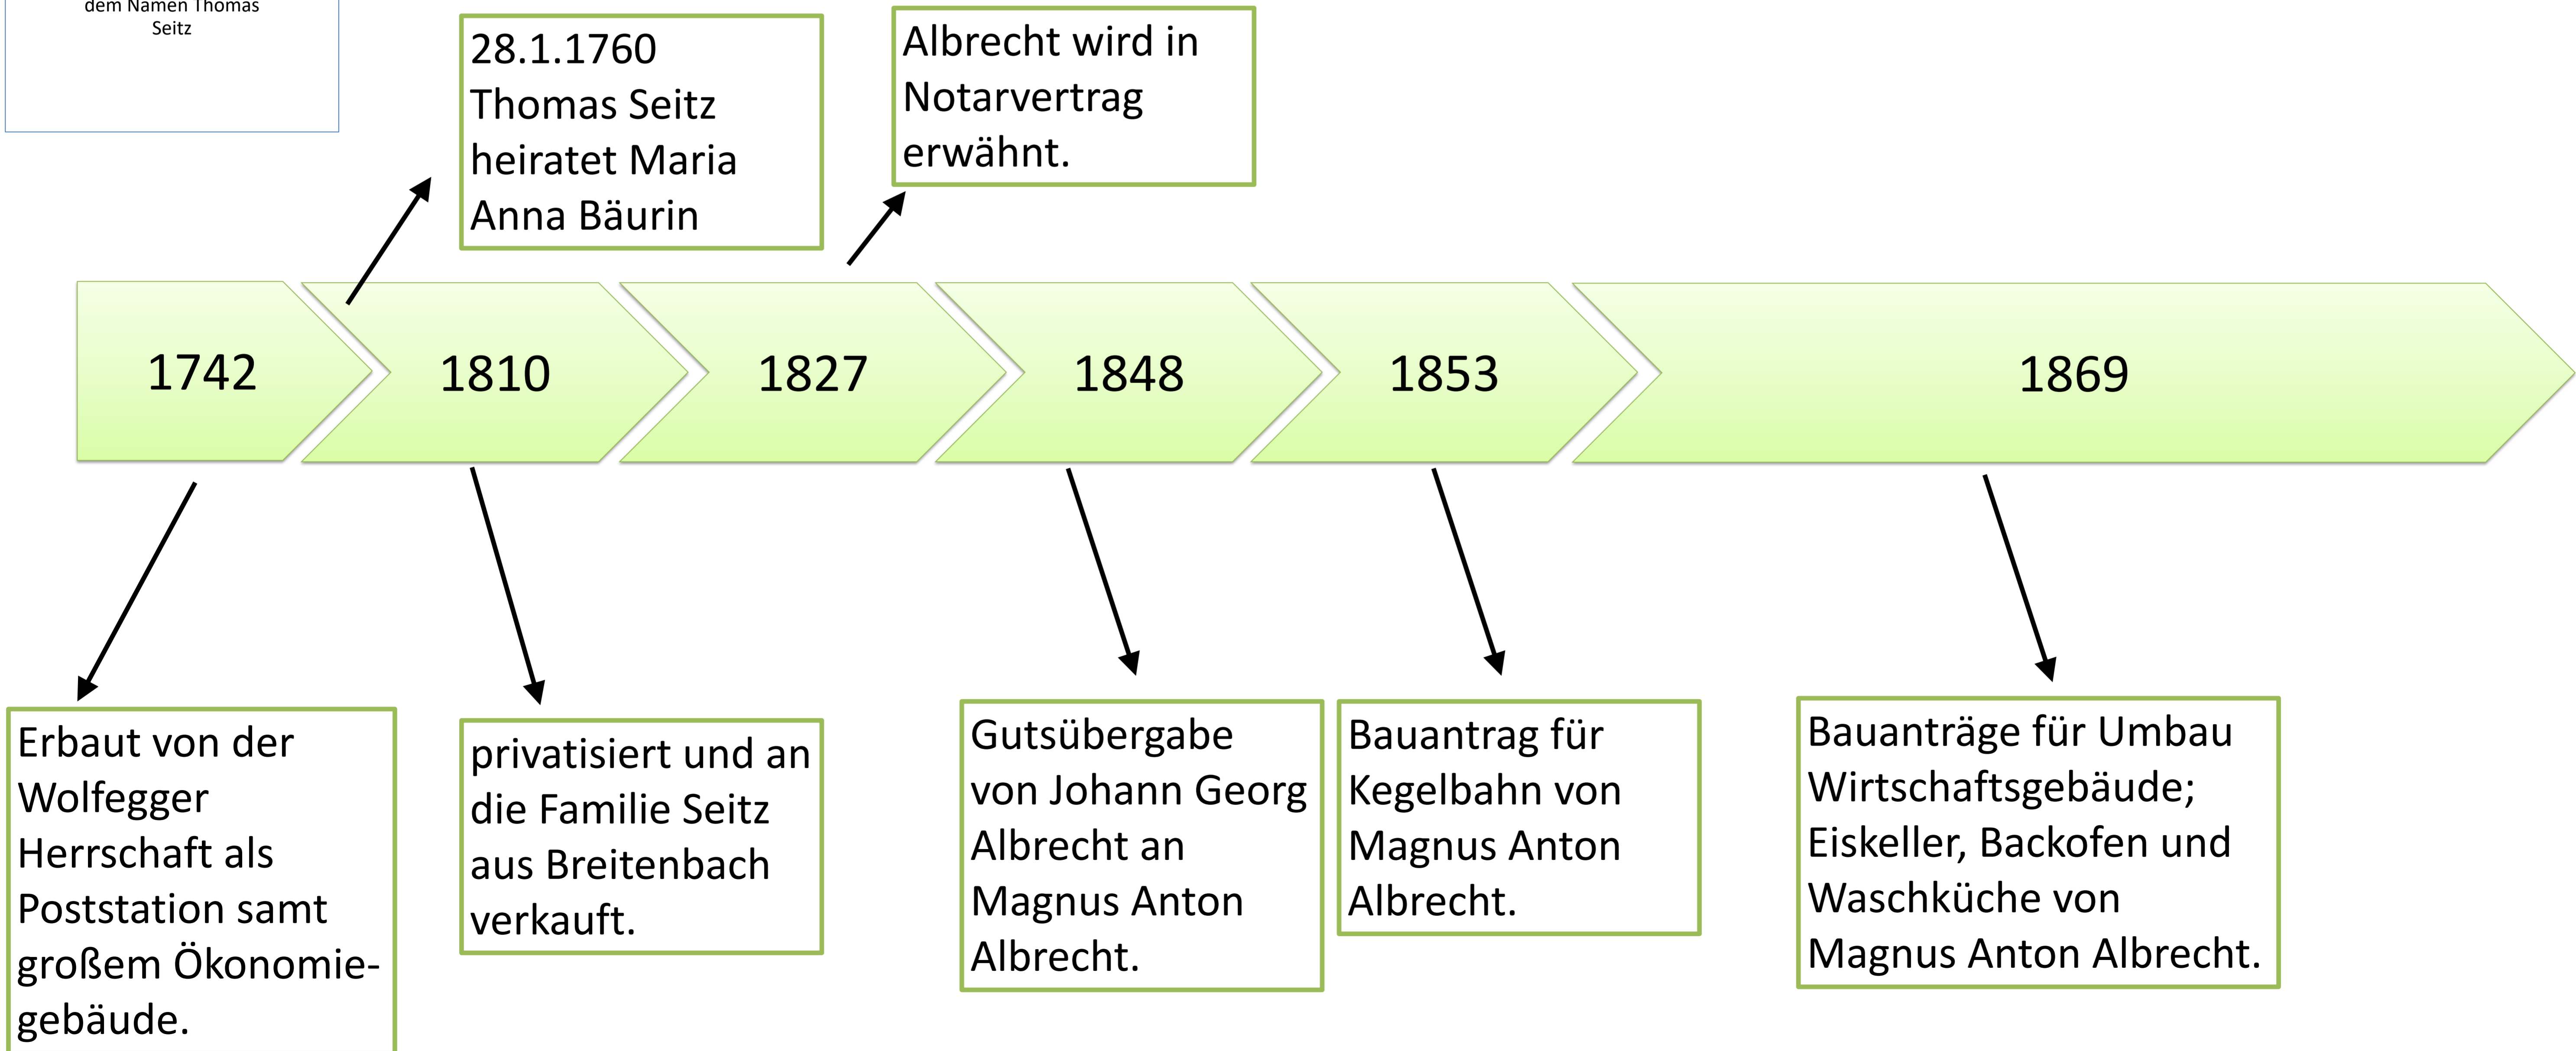 dem Namen Thomas
Seitz
28.1.1760
Thomas Seitz
heiratet Maria
Anna Bäurin
Albrecht wird in
Notarvertrag
erwähnt.
1742
1810
1827
1848
1853
1869
Erbaut von der
Wolfegger
Herrschaft als
Poststation samt
großem Ökonomie-
gebäude.
privatisiert und an
die Familie Seitz
aus Breitenbach
verkauft.
Gutsübergabe
von Johann Georg
Albrecht an
Magnus Anton
Albrecht.
Bauantrag für
Kegelbahn von
Magnus Anton
Albrecht.
Bauanträge für Umbau
Wirtschaftsgebäude;
Eiskeller, Backofen und
Waschküche von
Magnus Anton Albrecht.